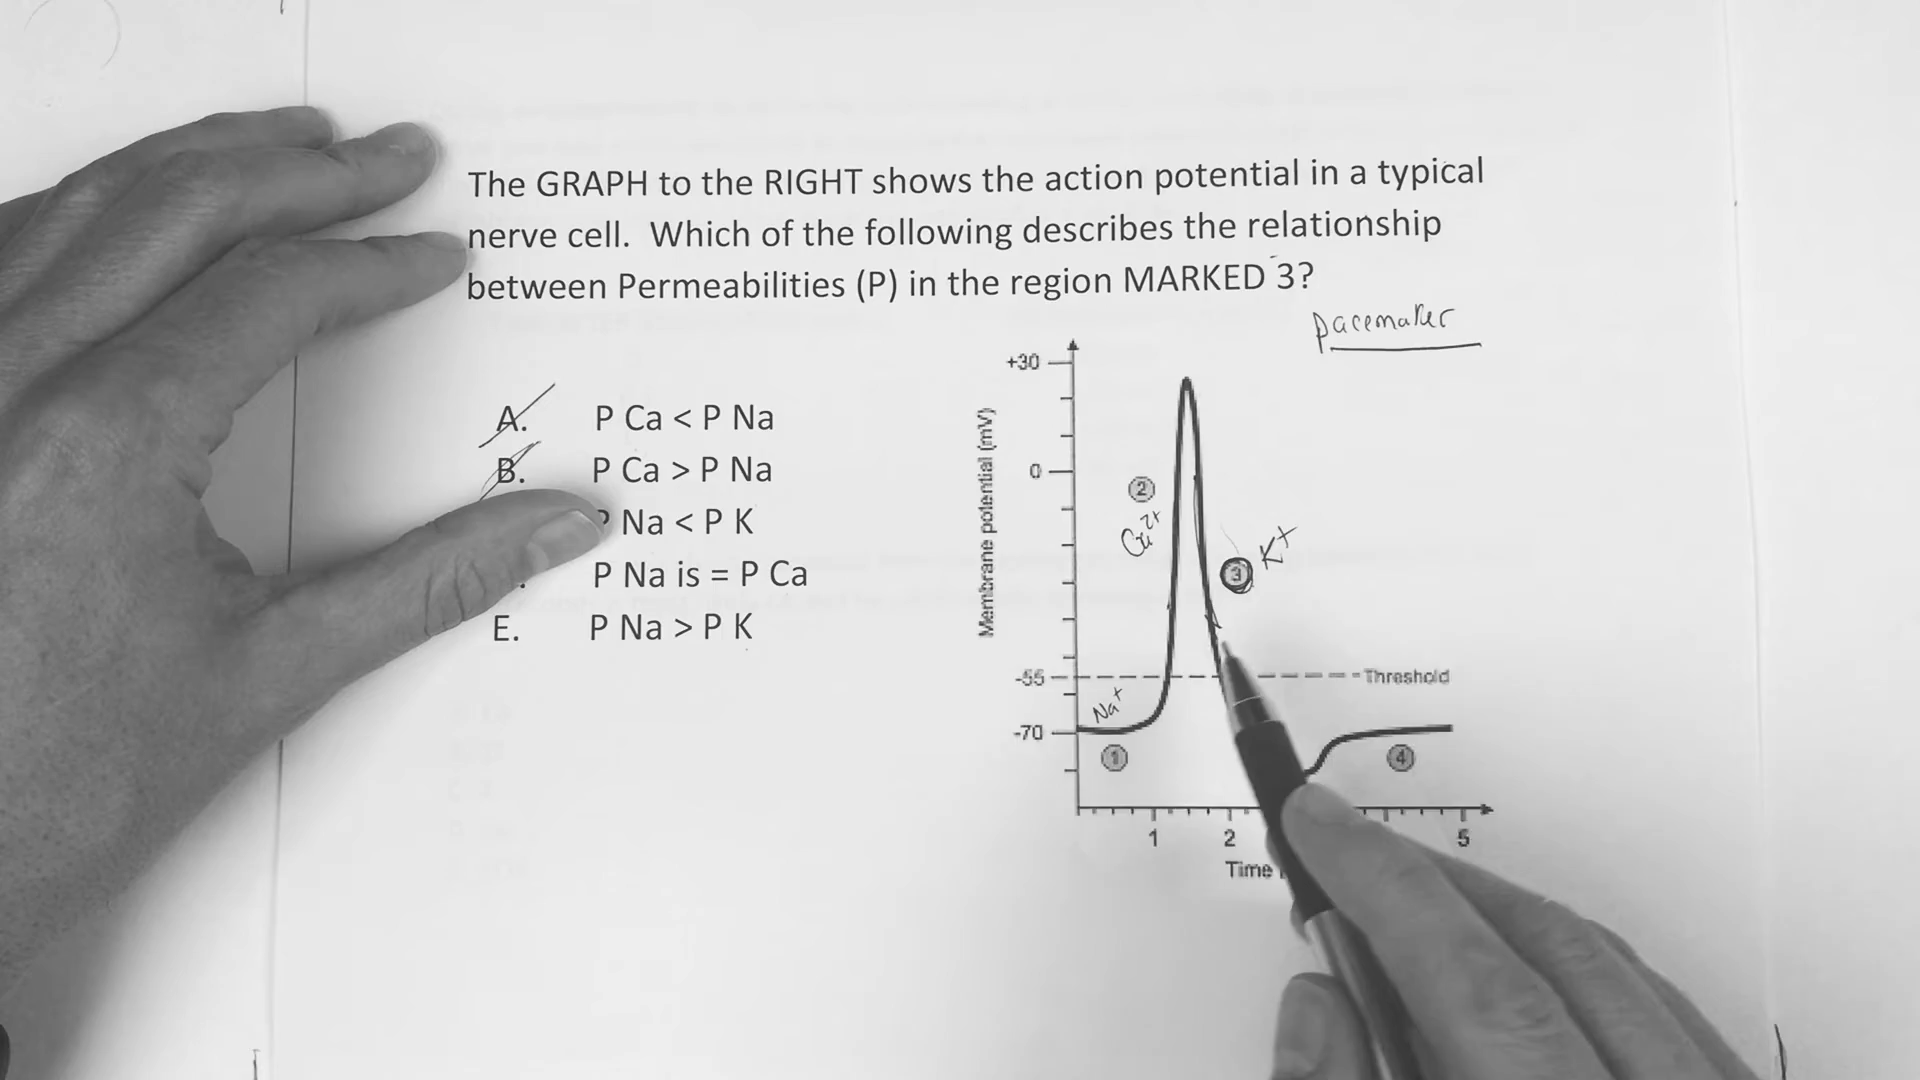 The GRAPH to the RIGHT shows the action potential in a typical
nerve cell. Which of the following describes the relationship
between Permeabilities (P) in the region MARKED 3?
pacemaker
A. P Ca < P Na
B. P Ca > P Na
Na < P K
P Na is = P Ca
E. P Na > P K
+30
0
-55
-70
Membrane potential (mV)
2
Ca2+
3 K+
Threshold
Na+
1
4
1 2 5
Time